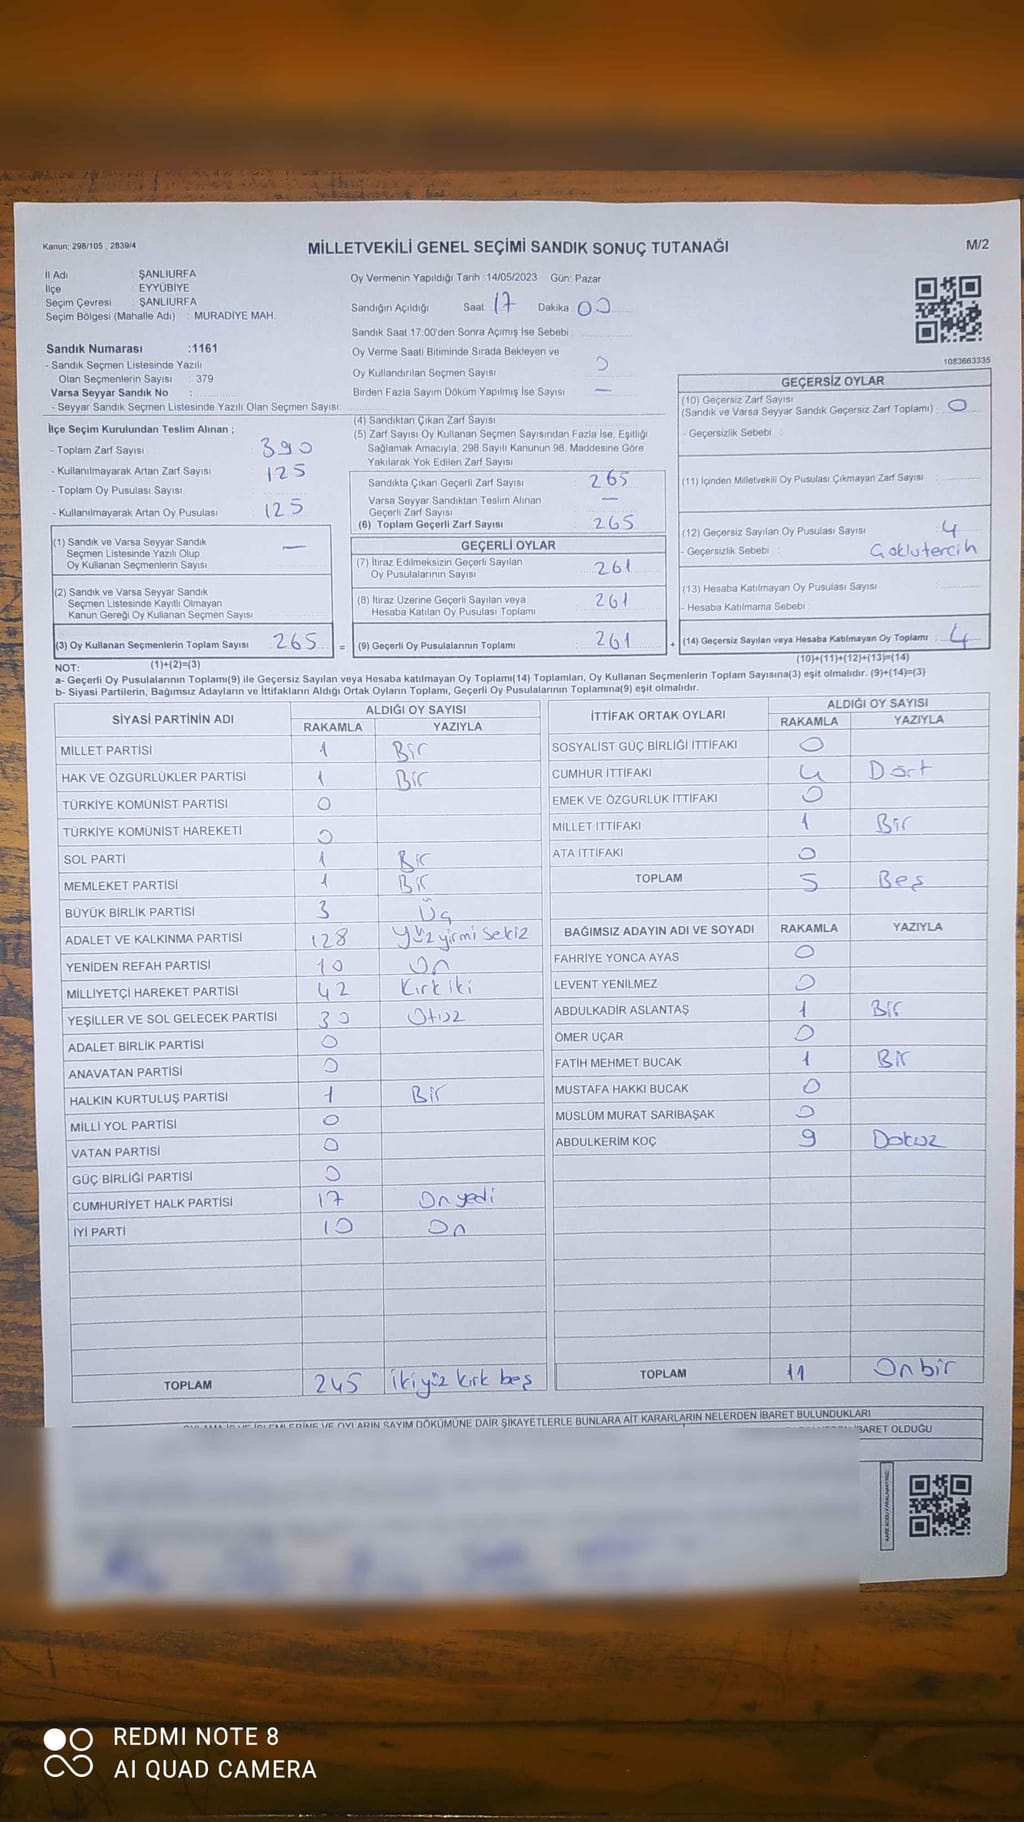 Kanun; 298/105 , 2839/4
MİLLETVEKİLİ GENEL SEÇİMİ SANDIK SONUÇ TUTANAĞI
M/2
İl Adı : ŞANLIURFA
İlçe : EYYÜBİYE
Seçim Çevresi : ŞANLIURFA
Seçim Bölgesi (Mahalle Adı) : MURADİYE MAH.
Sandık Numarası :1161
- Sandık Seçmen Listesinde Yazılı
Olan Seçmenlerin Sayısı : 379
Varsa Seyyar Sandık No :
- Seyyar Sandık Seçmen Listesinde Yazılı Olan Seçmen Sayısı:
Oy Vermenin Yapıldığı Tarih :14/05/2023 Gün: Pazar
Sandığın Açıldığı Saat: 17 Dakika: 00
Sandık Saat 17:00'den Sonra Açımış İse Sebebi :
Oy Verme Saati Bitiminde Sırada Bekleyen ve
Oy Kullandırılan Seçmen Sayısı : 0
Birden Fazla Sayım Döküm Yapılmış İse Sayısı : —
1083663335
İlçe Seçim Kurulundan Teslim Alınan ;
- Toplam Zarf Sayısı : 390
- Kullanılmayarak Artan Zarf Sayısı : 125
- Toplam Oy Pusulası Sayısı :
- Kullanılmayarak Artan Oy Pusulası : 125
(1) Sandık ve Varsa Seyyar Sandık
Seçmen Listesinde Yazılı Olup
Oy Kullanan Seçmenlerin Sayısı : —
(2) Sandık ve Varsa Seyyar Sandık
Seçmen Listesinde Kayıtlı Olmayan
Kanun Gereği Oy Kullanan Seçmen Sayısı :
(3) Oy Kullanan Seçmenlerin Toplam Sayısı : 265
(4) Sandıktan Çıkan Zarf Sayısı :
(5) Zarf Sayısı Oy Kullanan Seçmen Sayısından Fazla İse, Eşitliği
Sağlamak Amacıyla; 298 Sayılı Kanunun 98. Maddesine Göre
Yakılarak Yok Edilen Zarf Sayısı :
Sandıkta Çıkan Geçerli Zarf Sayısı : 265
Varsa Seyyar Sandıktan Teslim Alınan
Geçerli Zarf Sayısı : —
(6) Toplam Geçerli Zarf Sayısı : 265
GEÇERLİ OYLAR
(7) İtiraz Edilmeksizin Geçerli Sayılan
Oy Pusulalarının Sayısı : 261
(8) İtiraz Üzerine Geçerli Sayılan veya
Hesaba Katılan Oy Pusulası Toplamı : 261
= (9) Geçerli Oy Pusulalarının Toplamı : 261
GEÇERSİZ OYLAR
(10) Geçersiz Zarf Sayısı
(Sandık ve Varsa Seyyar Sandık Geçersiz Zarf Toplamı) : 0
- Geçersizlik Sebebi :
(11) İçinden Milletvekili Oy Pusulası Çıkmayan Zarf Sayısı :
(12) Geçersiz Sayılan Oy Pusulası Sayısı : 4
- Geçersizlik Sebebi : Goklutercih
(13) Hesaba Katılmayan Oy Pusulası Sayısı :
- Hesaba Katılmama Sebebi :
+ (14) Geçersiz Sayılan veya Hesaba Katılmayan Oy Toplamı : 4
NOT: (1)+(2)=(3)
(10)+(11)+(12)+(13)=(14)
a- Geçerli Oy Pusulalarının Toplamı(9) ile Geçersiz Sayılan veya Hesaba katılmayan Oy Toplamı(14) Toplamları, Oy Kullanan Seçmenlerin Toplam Sayısına(3) eşit olmalıdır. (9)+(14)=(3)
b- Siyasi Partilerin, Bağımsız Adayların ve İttifakların Aldığı Ortak Oyların Toplamı, Geçerli Oy Pusulalarının Toplamına(9) eşit olmalıdır.
SİYASİ PARTİNİN ADI
ALDIĞI OY SAYISI
RAKAMLA YAZIYLA
MİLLET PARTİSİ 1 Bir
HAK VE ÖZGÜRLÜKLER PARTİSİ 1 Bir
TÜRKİYE KOMÜNİST PARTİSİ 0
TÜRKİYE KOMÜNİST HAREKETİ 0
SOL PARTİ 1 Bir
MEMLEKET PARTİSİ 1 Bir
BÜYÜK BİRLİK PARTİSİ 3 Üç
ADALET VE KALKINMA PARTİSİ 128 Yüzyirmi sekiz
YENİDEN REFAH PARTİSİ 10 On
MİLLİYETÇİ HAREKET PARTİSİ 42 Kırk iki
YEŞİLLER VE SOL GELECEK PARTİSİ 30 Otuz
ADALET BİRLİK PARTİSİ 0
ANAVATAN PARTİSİ 0
HALKIN KURTULUŞ PARTİSİ 1 Bir
MİLLİ YOL PARTİSİ 0
VATAN PARTİSİ 0
GÜÇ BİRLİĞİ PARTİSİ 0
CUMHURİYET HALK PARTİSİ 17 On yedi
İYİ PARTİ 10 On
TOPLAM 245 İkiyüz kırk beş
İTTİFAK ORTAK OYLARI
ALDIĞI OY SAYISI
RAKAMLA YAZIYLA
SOSYALİST GÜÇ BİRLİĞİ İTTİFAKI 0
CUMHUR İTTİFAKI 4 Dört
EMEK VE ÖZGÜRLÜK İTTİFAKI 0
MİLLET İTTİFAKI 1 Bir
ATA İTTİFAKI 0
TOPLAM 5 Beş
BAĞIMSIZ ADAYIN ADI VE SOYADI RAKAMLA YAZIYLA
FAHRİYE YONCA AYAS 0
LEVENT YENİLMEZ 0
ABDULKADİR ASLANTAŞ 1 Bir
ÖMER UÇAR 0
FATİH MEHMET BUCAK 1 Bir
MUSTAFA HAKKI BUCAK 0
MÜSLÜM MURAT SARIBAŞAK 0
ABDULKERİM KOÇ 9 Dokuz
TOPLAM 11 On bir
OYLAMA İŞ VE İŞLEMLERİNE VE OYLARIN SAYIM DÖKÜMÜNE DAİR ŞİKAYETLERLE BUNLARA AİT KARARLARIN NELERDEN İBARET BULUNDUKLARI
İBARET OLDUĞU
REDMI NOTE 8
AI QUAD CAMERA